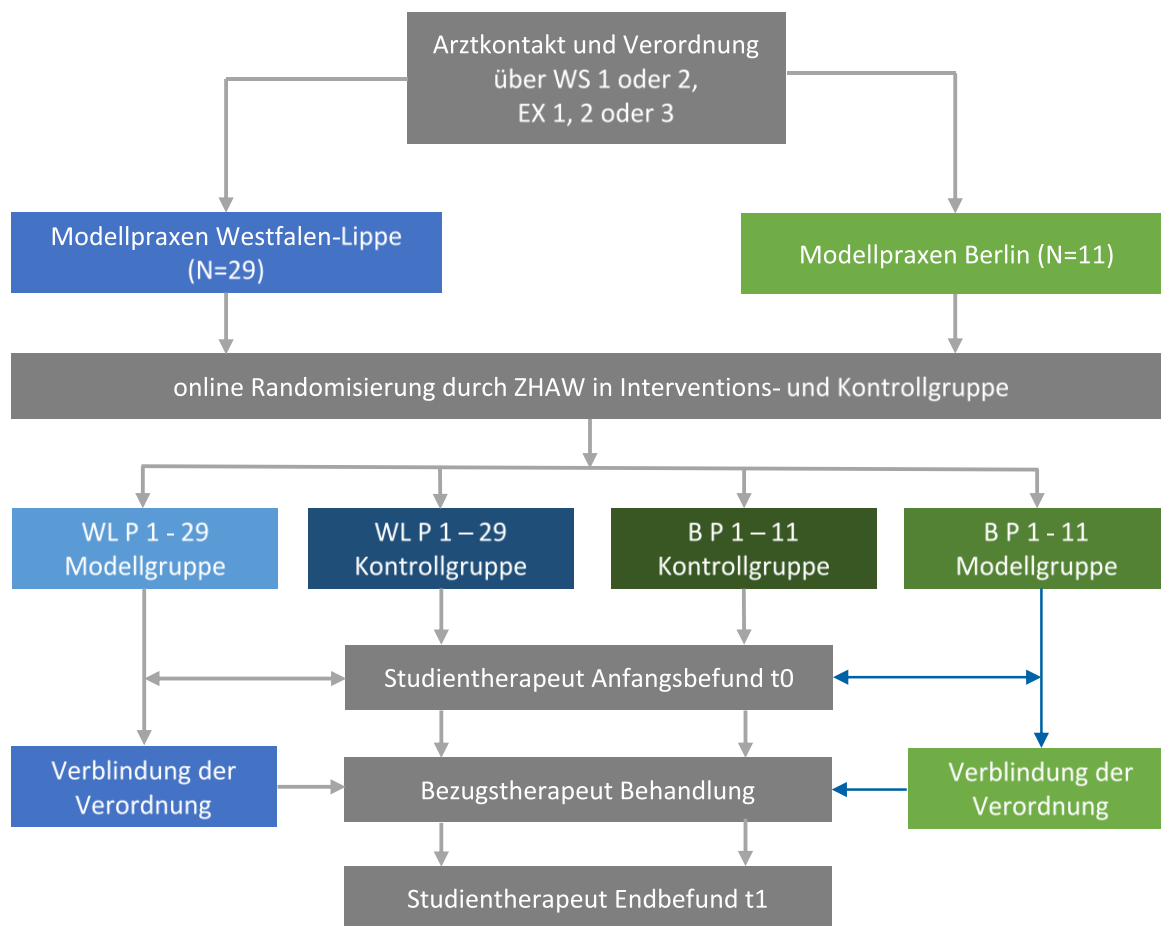 Arztkontakt und Verordnung
über WS 1 oder 2,
EX 1, 2 oder 3
Modellpraxen Westfalen-Lippe
(N=29)
Modellpraxen Berlin (N=11)
online Randomisierung durch ZHAW in Interventions- und Kontrollgruppe
WL P 1 - 29
Modellgruppe
WL P 1 – 29
Kontrollgruppe
B P 1 – 11
Kontrollgruppe
B P 1 - 11
Modellgruppe
Studientherapeut Anfangsbefund t0
Verblindung der
Verordnung
Bezugstherapeut Behandlung
Verblindung der
Verordnung
Studientherapeut Endbefund t1